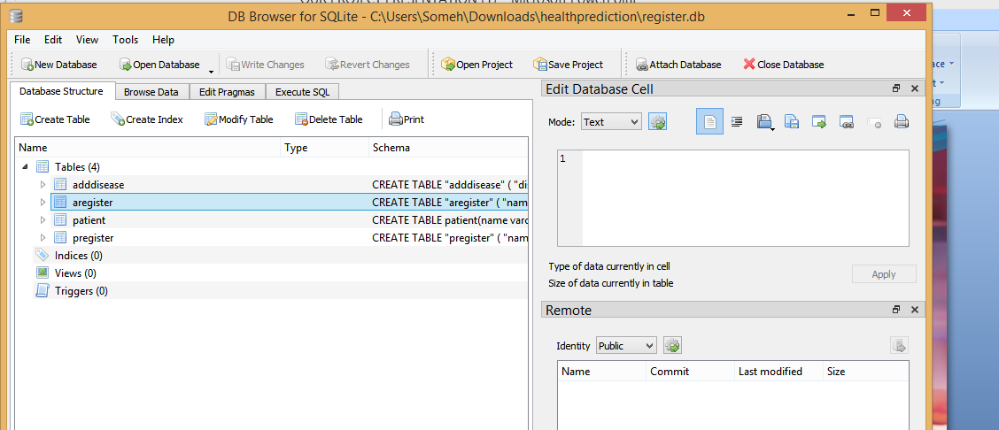 DB Browser for SQLite - C:\Users\Someh\Downloads\healthprediction\register.db
File Edit View Tools Help
New Database Open Database Write Changes Revert Changes Open Project Save Project Attach Database Close Database
Database Structure Browse Data Edit Pragmas Execute SQL
Create Table Create Index Modify Table Delete Table Print
Name Type Schema
Tables (4)
adddisease CREATE TABLE "adddisease" ( "di
aregister CREATE TABLE "aregister" ( "nam
patient CREATE TABLE patient(name varc
pregister CREATE TABLE "pregister" ( "nam
Indices (0)
Views (0)
Triggers (0)
Edit Database Cell
Mode: Text
1
Type of data currently in cell
Size of data currently in table
Apply
Remote
Identity Public
Name Commit Last modified Size
ace
t
g